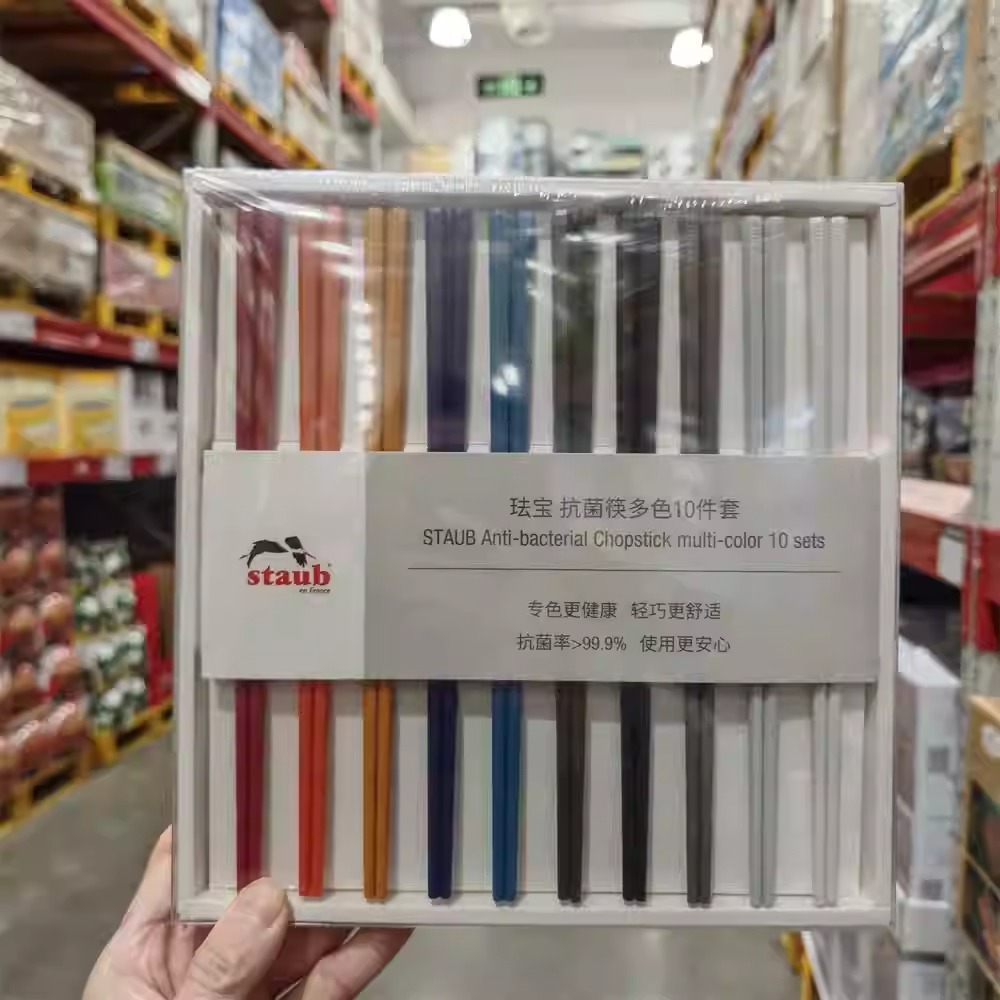 珐宝 抗菌筷多色10件套
STAUB Anti-bacterial Chopstick multi-color 10 sets
staub
en France
专色更健康 轻巧更舒适
抗菌率>99.9% 使用更安心